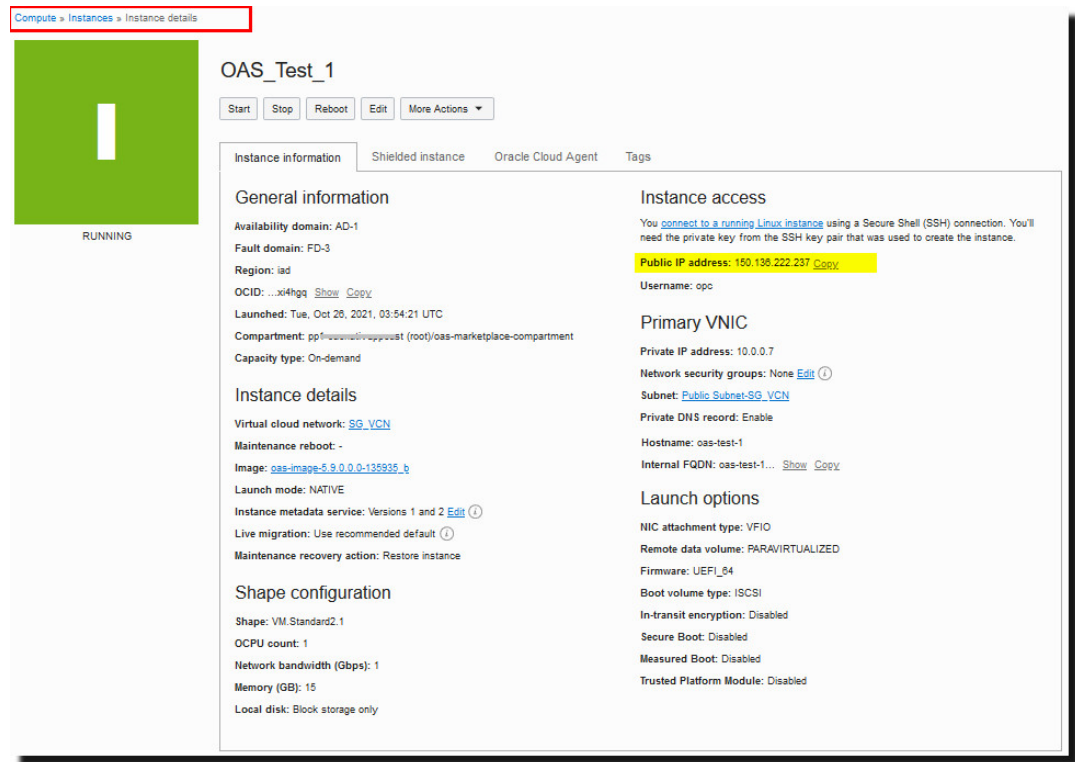 Compute » Instances » Instance details
RUNNING
OAS_Test_1
Start Stop Reboot Edit More Actions
Instance information Shielded instance Oracle Cloud Agent Tags
General information
Availability domain: AD-1
Fault domain: FD-3
Region: iad
OCID: ...xi4hgq Show Copy
Launched: Tue, Oct 26, 2021, 03:54:21 UTC
Compartment: (root)/oas-marketplace-compartment
Capacity type: On-demand
Instance details
Virtual cloud network: SG_VCN
Maintenance reboot: -
Image: oas-image-5.9.0.0.0-135935_b
Launch mode: NATIVE
Instance metadata service: Versions 1 and 2 Edit
Live migration: Use recommended default
Maintenance recovery action: Restore instance
Shape configuration
Shape: VM.Standard2.1
OCPU count: 1
Network bandwidth (Gbps): 1
Memory (GB): 15
Local disk: Block storage only
Instance access
You connect to a running Linux instance using a Secure Shell (SSH) connection. You'll
need the private key from the SSH key pair that was used to create the instance.
Public IP address: 150.136.222.237 Copy
Username: opc
Primary VNIC
Private IP address: 10.0.0.7
Network security groups: None Edit
Subnet: Public Subnet-SG_VCN
Private DNS record: Enable
Hostname: oas-test-1
Internal FQDN: oas-test-1... Show Copy
Launch options
NIC attachment type: VFIO
Remote data volume: PARAVIRTUALIZED
Firmware: UEFI_64
Boot volume type: ISCSI
In-transit encryption: Disabled
Secure Boot: Disabled
Measured Boot: Disabled
Trusted Platform Module: Disabled